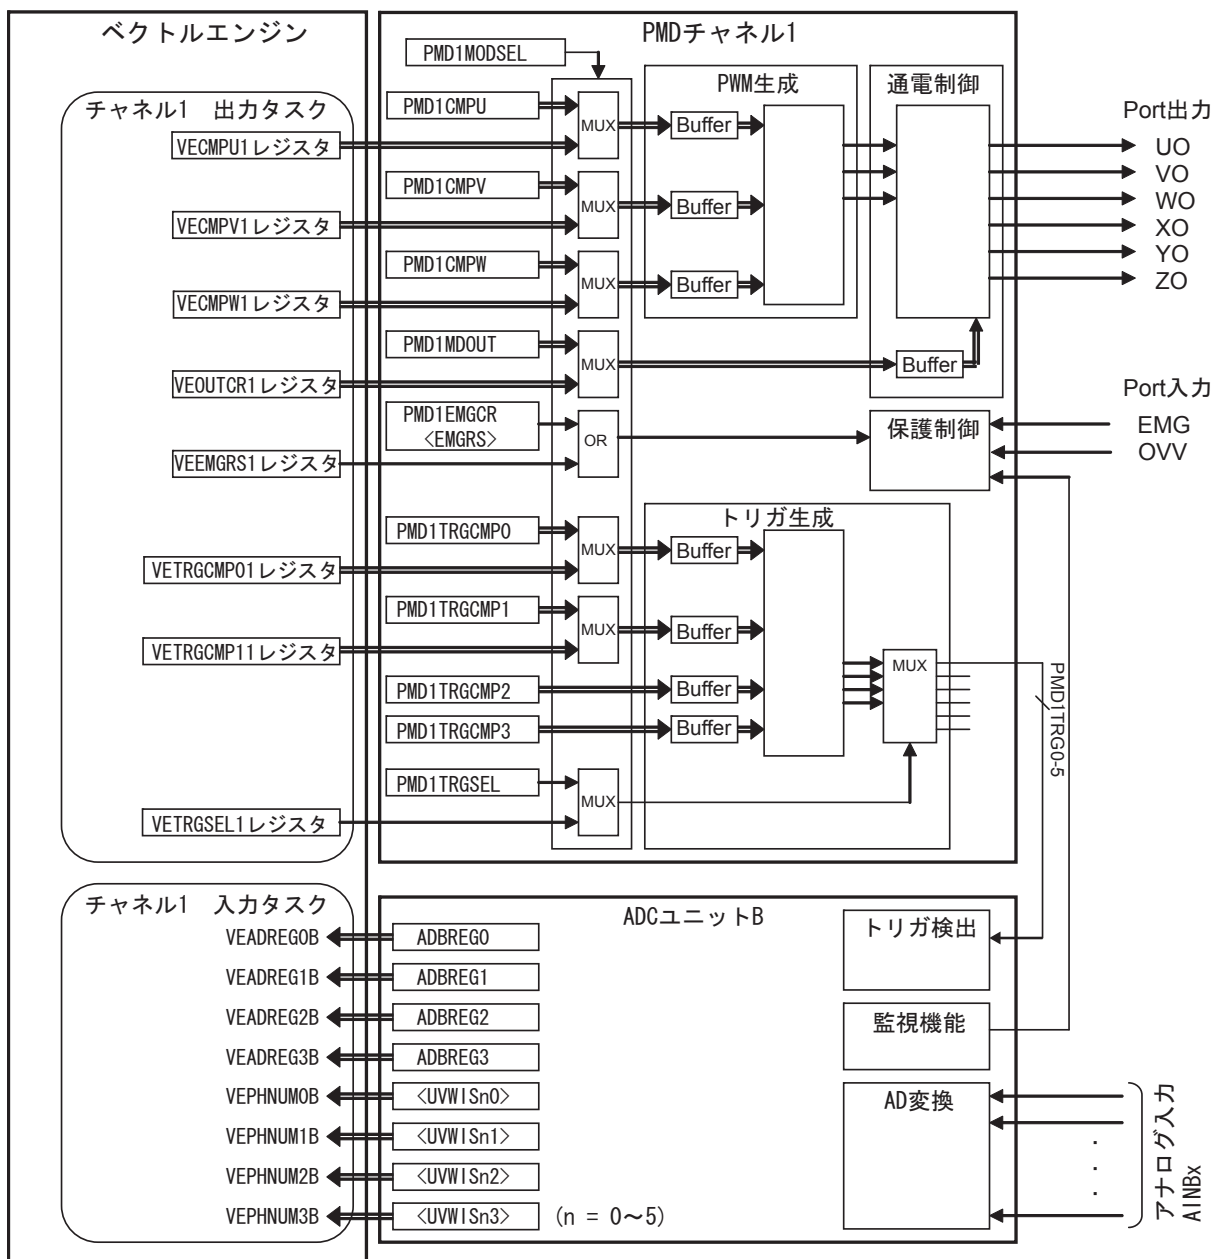 ベクトルエンジン
チャネル1 出力タスク
VECMPU1レジスタ
VECMPV1レジスタ
VECMPW1レジスタ
VEOUTCR1レジスタ
VEEMGRS1レジスタ
VETRGCMP01レジスタ
VETRGCMP11レジスタ
VETRGSEL1レジスタ
PMDチャネル1
PMD1MODSEL
PMD1CMPU
MUX
PMD1CMPV
MUX
PMD1CMPW
MUX
PMD1MDOUT
MUX
PMD1EMGCR
<EMGRS>
OR
PMD1TRGCMP0
MUX
PMD1TRGCMP1
MUX
PMD1TRGCMP2
PMD1TRGCMP3
PMD1TRGSEL
MUX
PWM生成
Buffer
Buffer
Buffer
通電制御
Buffer
保護制御
トリガ生成
Buffer
Buffer
Buffer
Buffer
MUX
PMD1TRG0-5
Port出力
UO
VO
WO
XO
YO
ZO
Port入力
EMG
OVV
チャネル1 入力タスク
VEADREG0B
VEADREG1B
VEADREG2B
VEADREG3B
VEPHNUM0B
VEPHNUM1B
VEPHNUM2B
VEPHNUM3B
ADCユニットB
ADBREG0
ADBREG1
ADBREG2
ADBREG3
<UVWISn0>
<UVWISn1>
<UVWISn2>
<UVWISn3>
(n = 0～5)
トリガ検出
監視機能
AD変換
アナログ入力
AINBx